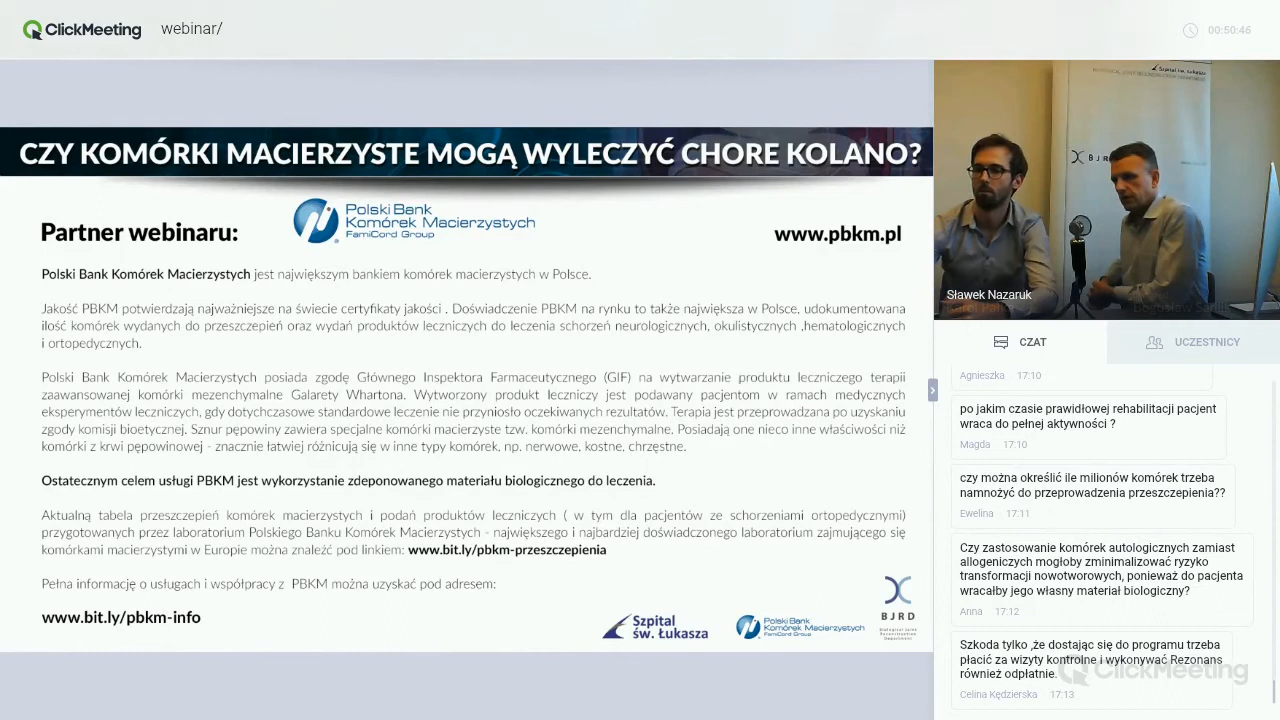 ClickMeeting
webinar/
00:50:46
CZY KOMÓRKI MACIERZYSTE MOGĄ WYLECZYĆ CHORE KOLANO?
Partner webinaru:
Polski Bank
Komórek Macierzystych
FamiCord Group
www.pbkm.pl
Polski Bank Komórek Macierzystych jest największym bankiem komórek macierzystych w Polsce.
Jakość PBKM potwierdzają najważniejsze na świecie certyfikaty jakości . Doświadczenie PBKM na rynku to także największa w Polsce, udokumentowana
ilość komórek wydanych do przeszczepień oraz wydań produktów leczniczych do leczenia schorzeń neurologicznych, okulistycznych ,hematologicznych
i ortopedycznych.
Polski Bank Komórek Macierzystych posiada zgodę Głównego Inspektora Farmaceutycznego (GIF) na wytwarzanie produktu leczniczego terapii
zaawansowanej komórki mezenchymalne Galarety Whartona. Wytworzony produkt leczniczy jest podawany pacjentom w ramach medycznych
eksperymentów leczniczych, gdy dotychczasowe standardowe leczenie nie przyniosło oczekiwanych rezultatów. Terapia jest przeprowadzana po uzyskaniu
zgody komisji bioetycznej. Sznur pępowiny zawiera specjalne komórki macierzyste tzw. komórki mezenchymalne. Posiadają one nieco inne właściwości niż
komórki z krwi pępowinowej - znacznie łatwiej różnicują się w inne typy komórek, np. nerwowe, kostne, chrzęstne.
Ostatecznym celem usługi PBKM jest wykorzystanie zdeponowanego materiału biologicznego do leczenia.
Aktualną tabela przeszczepień komórek macierzystych i podań produktów leczniczych ( w tym dla pacjentów ze schorzeniami ortopedycznymi)
przygotowanych przez laboratorium Polskiego Banku Komórek Macierzystych - największego i najbardziej doświadczonego laboratorium zajmującego się
komórkami macierzystymi w Europie można znaleźć pod linkiem: www.bit.ly/pbkm-przeszczepienia
Pełna informację o usługach i współpracy z PBKM można uzyskać pod adresem:
www.bit.ly/pbkm-info
Szpital
św. Łukasza
Polski Bank
Komórek Macierzystych
FamiCord Group
BJRD
Szpital św. Łukasza
BJRD
Sławek Nazaruk
CZAT
UCZESTNICY
Agnieszka 17:10
po jakim czasie prawidłowej rehabilitacji pacjent
wraca do pełnej aktywności ?
Magda 17:10
czy można określić ile milionów komórek trzeba
namnożyć do przeprowadzenia przeszczepienia??
Ewelina 17:11
Czy zastosowanie komórek autologicznych zamiast
allogeniczych mogłoby zminimalizować ryzyko
transformacji nowotworowych, ponieważ do pacjenta
wracałby jego własny materiał biologiczny?
Anna 17:12
Szkoda tylko ,że dostając się do programu trzeba
płacić za wizyty kontrolne i wykonywać Rezonans
również odpłatnie.
Celina Kędzierska 17:13
ClickMeeting